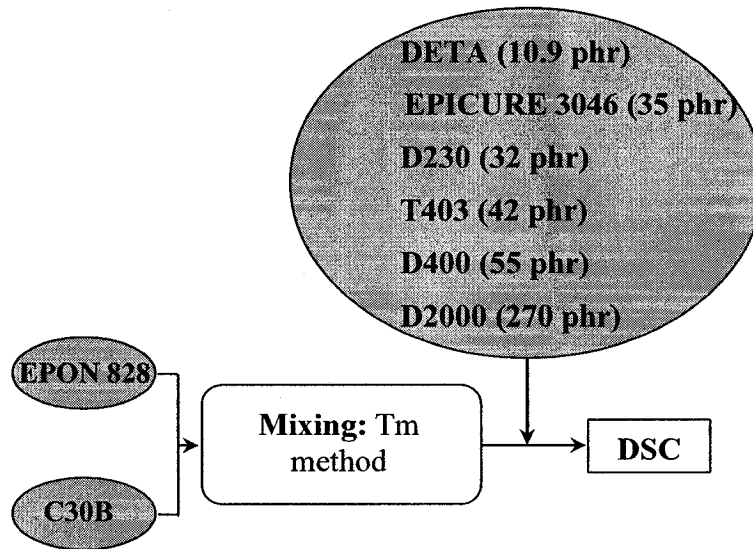 DETA (10.9 phr)
EPICURE 3046 (35 phr)
D230 (32 phr)
T403 (42 phr)
D400 (55 phr)
D2000 (270 phr)
EPON 828
Mixing: Tm
method
DSC
C30B